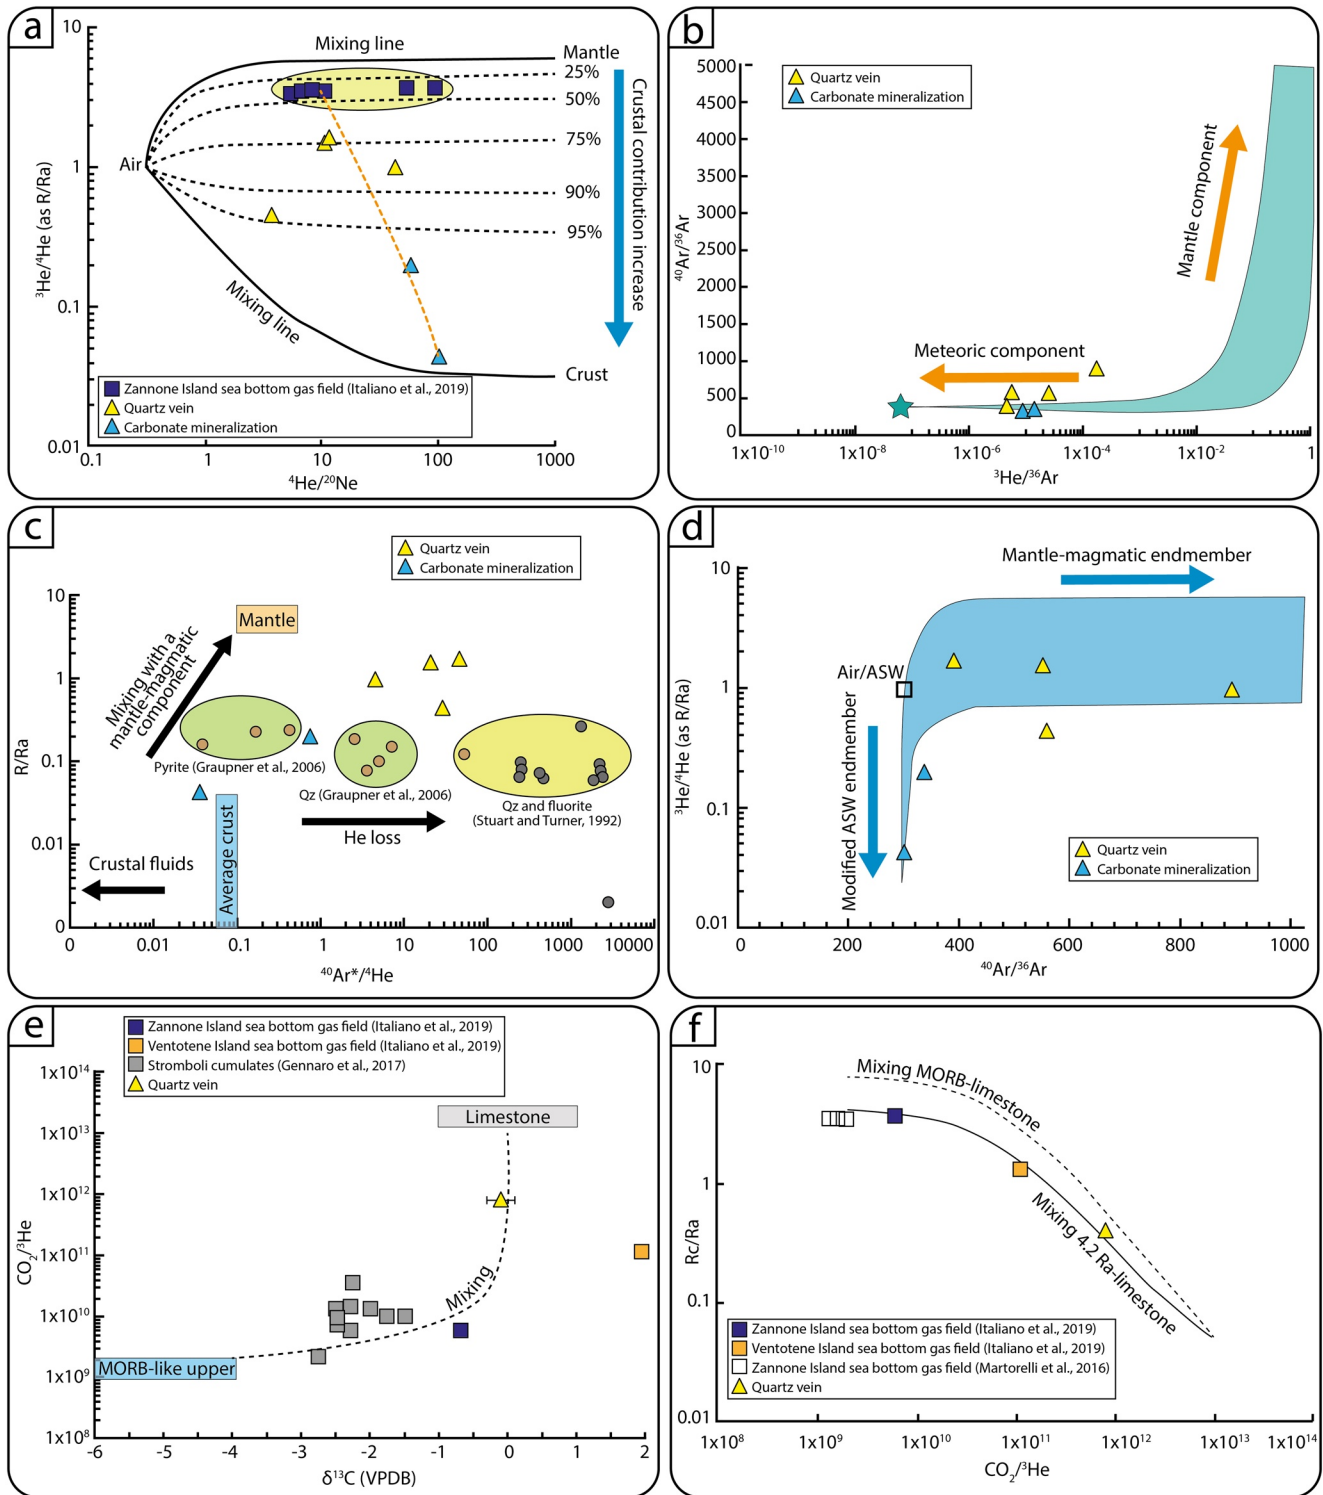 a
10
1
0.1
0.01
³He/⁴He (as R/Ra)
Mixing line
Mantle
25%
50%
75%
90%
95%
Air
Mixing line
Crust
Crustal contribution increase
Zannone Island sea bottom gas field (Italiano et al., 2019)
Quartz vein
Carbonate mineralization
0.1 1 10 100 1000
⁴He/²⁰Ne
b
Quartz vein
Carbonate mineralization
5000
4500
4000
3500
3000
2500
2000
1500
1000
500
0
⁴⁰Ar/³⁶Ar
Mantle component
Meteoric component
1x10⁻¹⁰ 1x10⁻⁸ 1x10⁻⁶ 1x10⁻⁴ 1x10⁻² 1
³He/³⁶Ar
c
Quartz vein
Carbonate mineralization
10
1
0.1
0.01
0
R/Ra
Mixing with a
mantle-magmatic
component
Mantle
Pyrite (Graupner et al., 2006)
Qz (Graupner et al., 2006)
Qz and fluorite
(Stuart and Turner, 1992)
He loss
Crustal fluids
Average crust
0 0.01 0.1 1 10 100 1000 10000
⁴⁰Ar*/⁴He
d
Mantle-magmatic endmember
10
1
0.1
0.01
³He/⁴He (as R/Ra)
Air/ASW
Modified ASW endmember
Quartz vein
Carbonate mineralization
0 200 400 600 800 1000
⁴⁰Ar/³⁶Ar
e
Zannone Island sea bottom gas field (Italiano et al., 2019)
Ventotene Island sea bottom gas field (Italiano et al., 2019)
Stromboli cumulates (Gennaro et al., 2017)
Quartz vein
1x10¹⁴
1x10¹³
1x10¹²
1x10¹¹
1x10¹⁰
1x10⁹
1x10⁸
CO₂/³He
Limestone
Mixing
MORB-like upper
-6 -5 -4 -3 -2 -1 0 1 2
δ¹³C (VPDB)
f
10
1
0.1
0.01
Rc/Ra
Mixing MORB-limestone
Mixing 4.2 Ra-limestone
Zannone Island sea bottom gas field (Italiano et al., 2019)
Ventotene Island sea bottom gas field (Italiano et al., 2019)
Zannone Island sea bottom gas field (Martorelli et al., 2016)
Quartz vein
1x10⁸ 1x10⁹ 1x10¹⁰ 1x10¹¹ 1x10¹² 1x10¹³ 1x10¹⁴
CO₂/³He